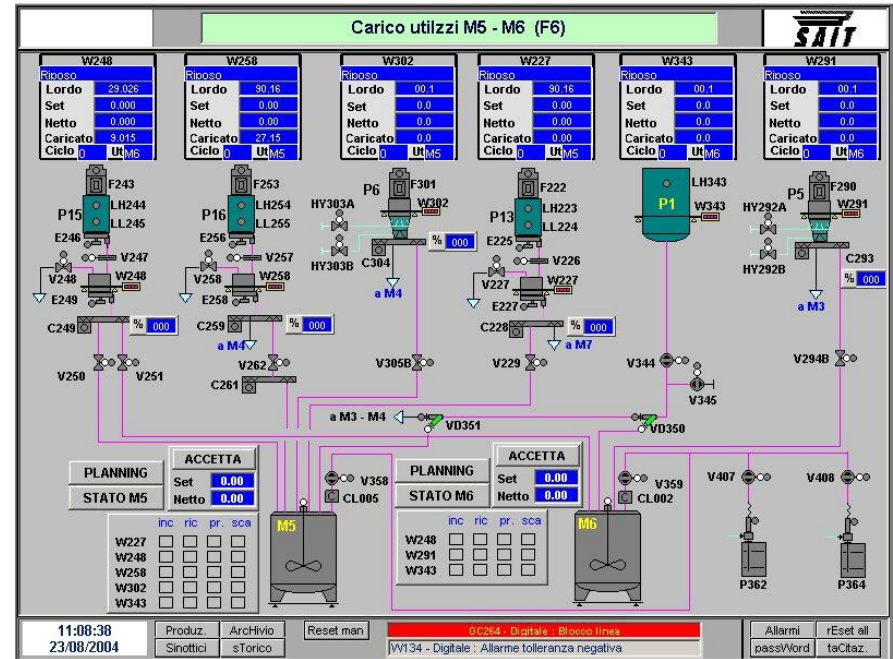 Carico utilzzi M5 - M6 (F6)
SAIT
W248
Riposo
Lordo 29.026
Set 0.000
Netto 0.000
Caricato 9.015
Ciclo 0 Ut M6
W258
Riposo
Lordo 90.16
Set 0.00
Netto 0.00
Caricato 27.15
Ciclo 0 Ut M5
W302
Riposo
Lordo 00.1
Set 0.0
Netto 0.0
Caricato 0.0
Ciclo 0 Ut M5
W227
Riposo
Lordo 90.16
Set 0.00
Netto 0.00
Caricato 0.00
Ciclo 0 Ut M5
W343
Riposo
Lordo 00.1
Set 0.0
Netto 0.0
Caricato 0.0
Ciclo 0 Ut M6
W291
Riposo
Lordo 00.1
Set 0.0
Netto 0.0
Caricato 0.0
Ciclo 0 Ut M6
F243
LH244
P15
LL245
E246
V247
V248
W248
E249
C249
% 000
V250
V251
F253
LH254
P16
LL255
E256
V257
V258
W258
E258
C259
% 000
a M4
V262
C261
P6
F301
HY303A
W302
HY303B
C304
% 000
a M4
V305B
F222
LH223
P13
LL224
E225
V226
V227
W227
E227
C228
% 000
a M7
V229
LH343
P1
W343
V344
V345
P5
F290
HY292A
W291
HY292B
C293
% 000
a M3
V294B
a M3 - M4
VD351
VD350
PLANNING
STATO M5
ACCETTA
Set 0.00
Netto 0.00
V358
CL005
M5
inc ric pr. sca
W227
W248
W258
W302
W343
PLANNING
STATO M6
ACCETTA
Set 0.00
Netto 0.00
V359
CL002
M6
inc ric pr. sca
W248
W291
W343
V407
V408
P362
P364
11:08:38
23/08/2004
Produz.
ArcHivio
Sinottici
sTorico
Reset man
GC264 - Digitale : Blocco linea
W134 - Digitale : Allarme tolleranza negativa
Allarmi
rEset all
passWord
taCitaz.